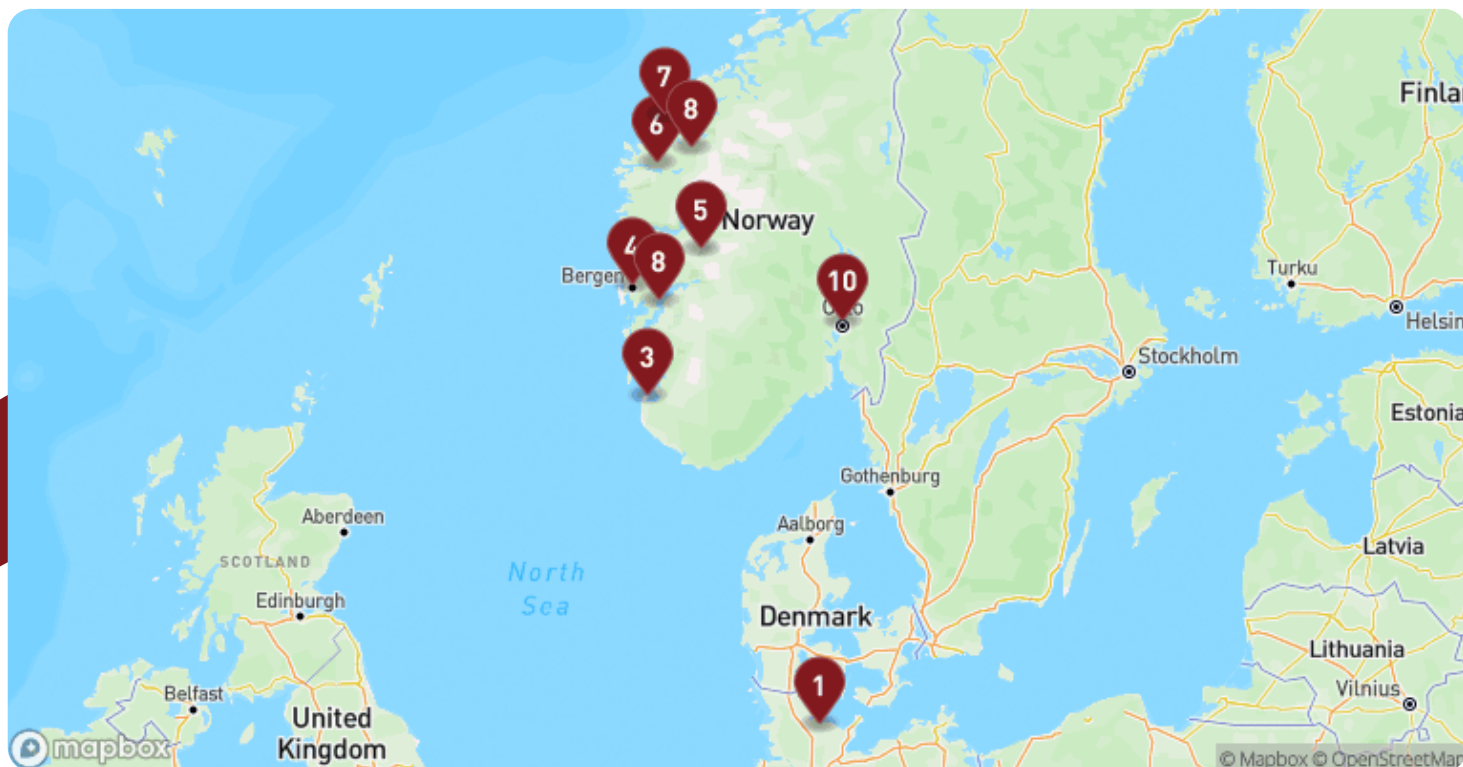 7
8
6
Finla
5
Norway
4
8
Bergen
Turku
10
Helsin
3
Stockholm
Estonia
Gothenburg
Aberdeen
Aalborg
SCOTLAND
Latvia
North
Sea
Edinburgh
Denmark
Lithuania
1
Vilnius
Belfast
United
Kingdom
mapbox
© Mapbox © OpenStreetMap